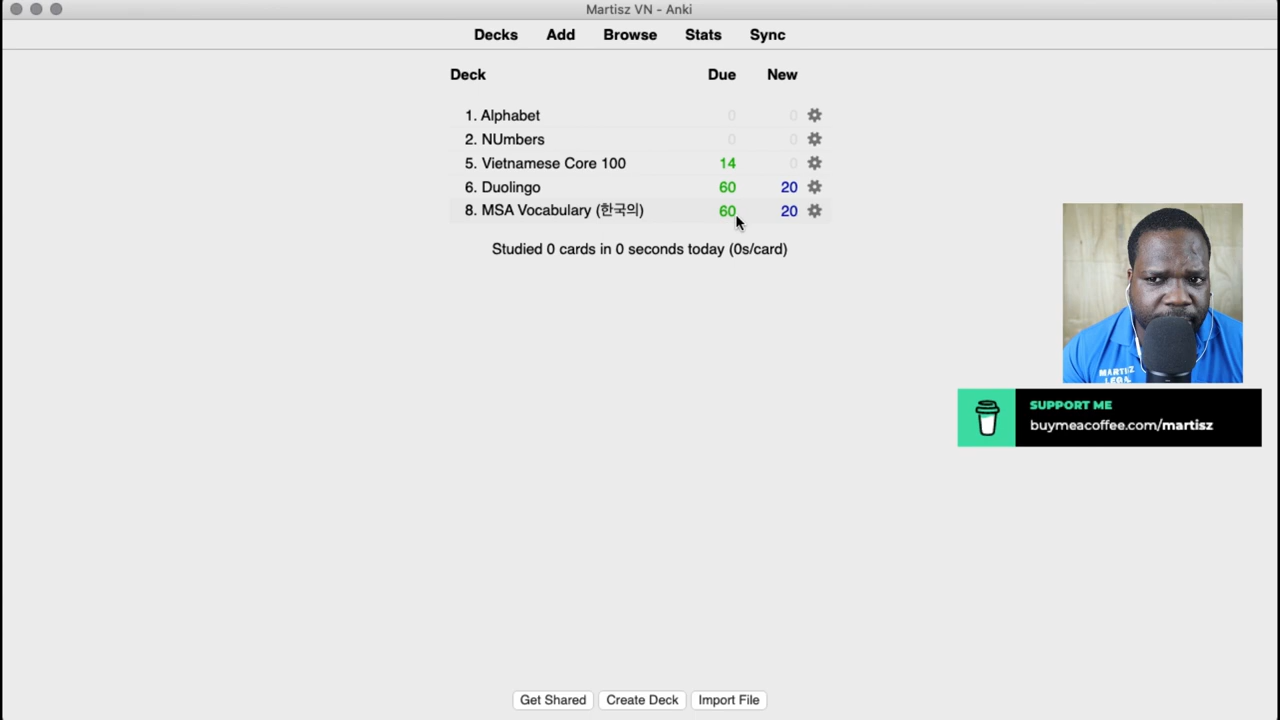 Martisz VN - Anki
Decks Add Browse Stats Sync
Deck Due New
1. Alphabet 0 0
2. NUmbers 0 0
5. Vietnamese Core 100 14 0
6. Duolingo 60 20
8. MSA Vocabulary (한국의) 60 20
Studied 0 cards in 0 seconds today (0s/card)
MARTISZ
LEGAL
SUPPORT ME
buymeacoffee.com/martisz
Get Shared Create Deck Import File